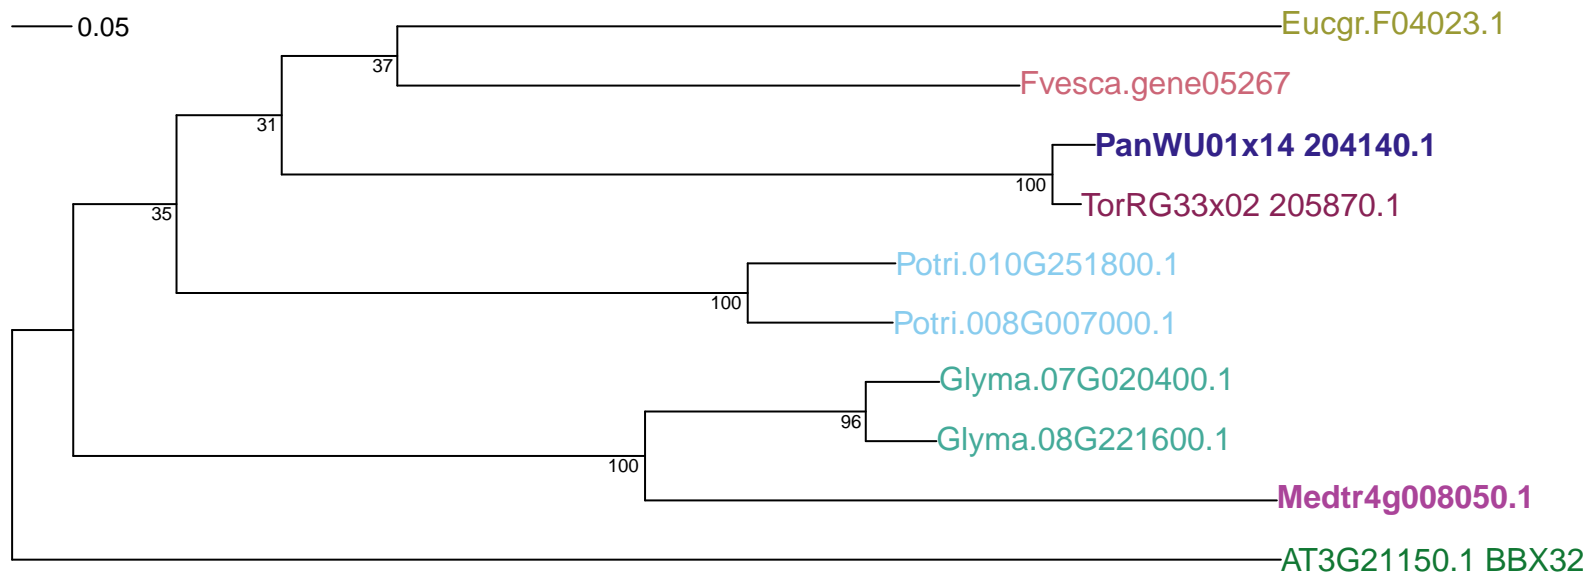 0.05
Eucgr.F04023.1
37
Fvesca.gene05267
31
PanWU01x14 204140.1
100
TorRG33x02 205870.1
35
Potri.010G251800.1
100
Potri.008G007000.1
Glyma.07G020400.1
96
Glyma.08G221600.1
100
Medtr4g008050.1
AT3G21150.1 BBX32